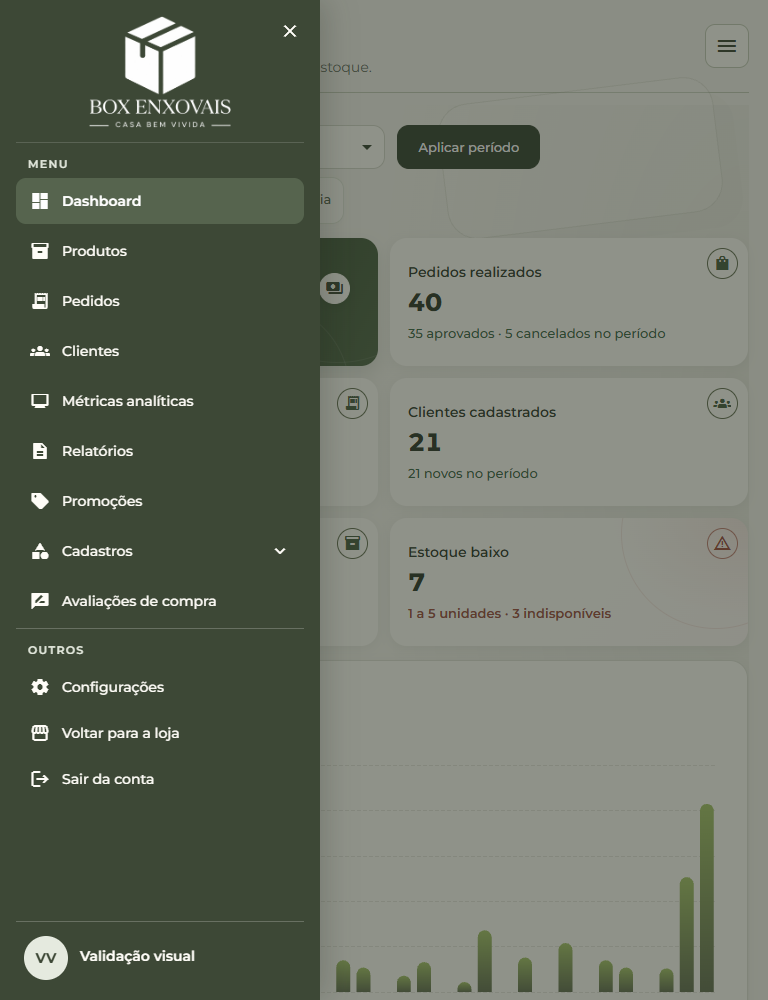 BOX ENXOVAIS
CASA BEM VIVIDA
MENU
Dashboard
Produtos
Pedidos
Clientes
Métricas analíticas
Relatórios
Promoções
Cadastros
Avaliações de compra
OUTROS
Configurações
Voltar para a loja
Sair da conta
VV
Validação visual
stoque.
Aplicar período
ia
Pedidos realizados
40
35 aprovados · 5 cancelados no período
Clientes cadastrados
21
21 novos no período
Estoque baixo
7
1 a 5 unidades · 3 indisponíveis